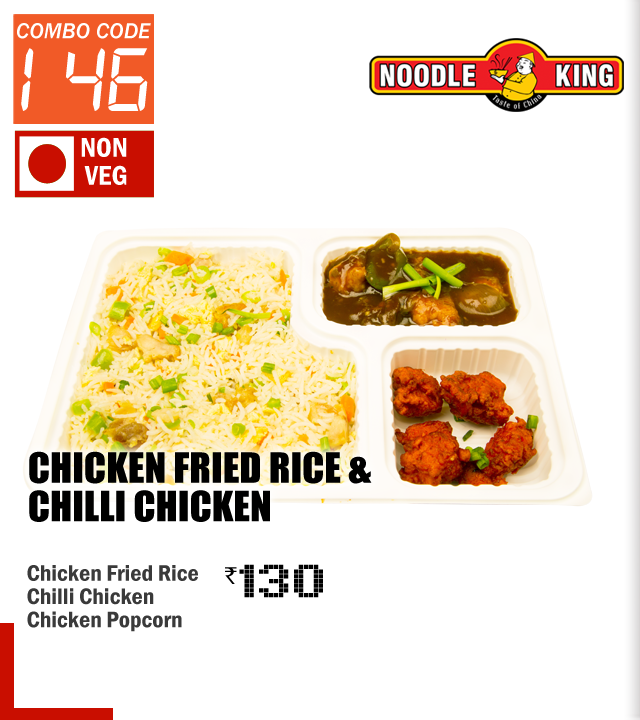 COMBO CODE
146
NON
VEG
NOODLE KING
Taste of China
CHICKEN FRIED RICE &
CHILLI CHICKEN
Chicken Fried Rice
Chilli Chicken
Chicken Popcorn
₹130